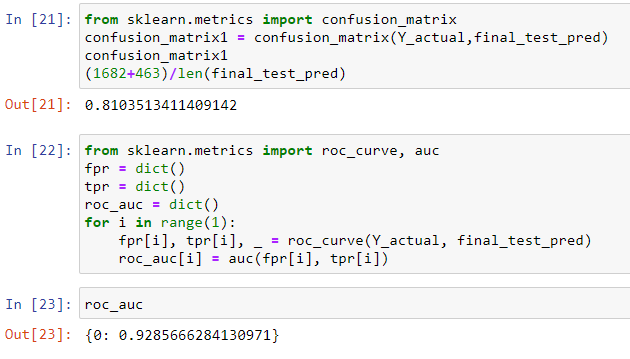 In [21]: from sklearn.metrics import confusion_matrix
confusion_matrix1 = confusion_matrix(Y_actual,final_test_pred)
confusion_matrix1
(1682+463)/len(final_test_pred)
Out[21]: 0.8103513411409142
In [22]: from sklearn.metrics import roc_curve, auc
fpr = dict()
tpr = dict()
roc_auc = dict()
for i in range(1):
    fpr[i], tpr[i], _ = roc_curve(Y_actual, final_test_pred)
    roc_auc[i] = auc(fpr[i], tpr[i])
In [23]: roc_auc
Out[23]: {0: 0.9285666284130971}